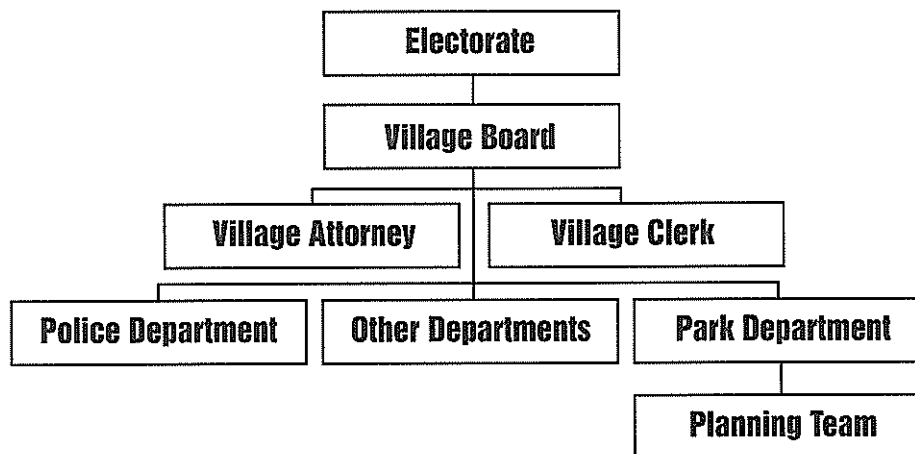 Electorate
Village Board
Village Attorney
Village Clerk
Police Department
Other Departments
Park Department
Planning Team